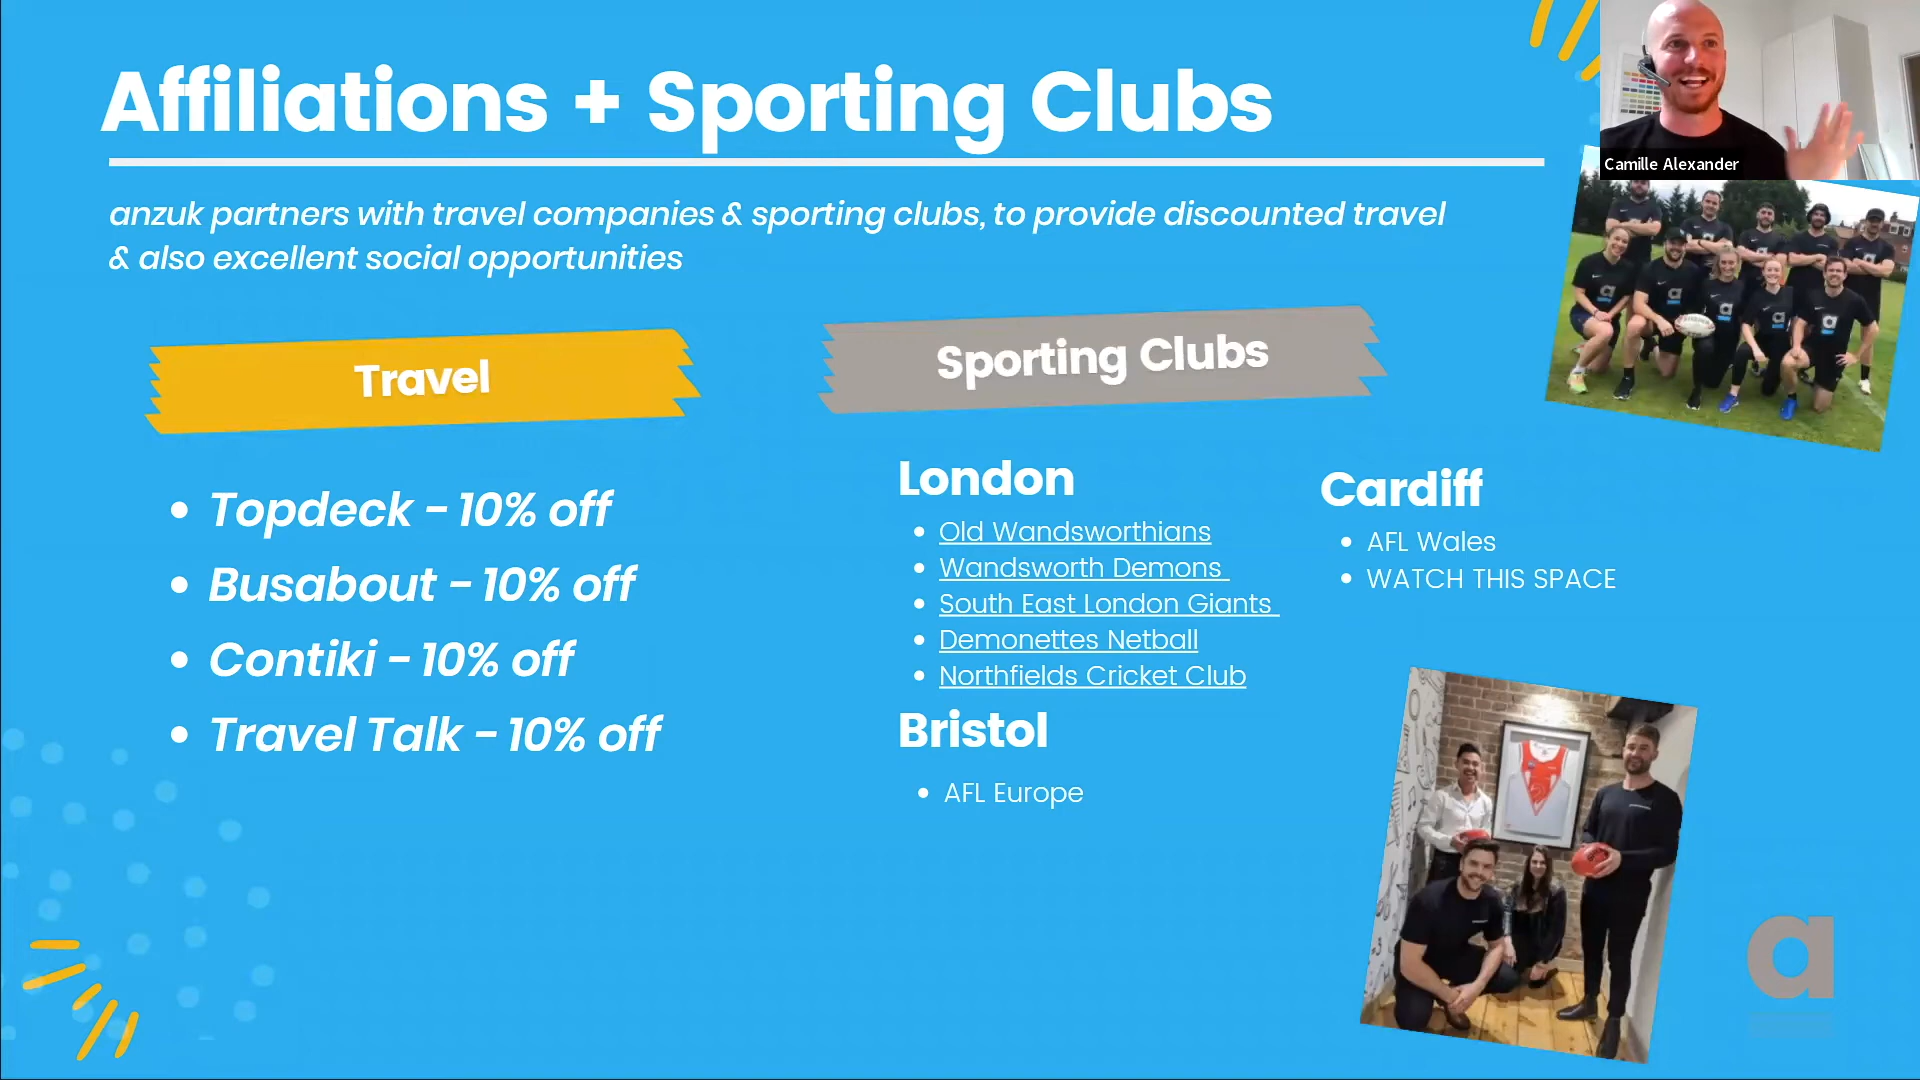 Affiliations + Sporting Clubs
Camille Alexander
anzuk partners with travel companies & sporting clubs, to provide discounted travel
& also excellent social opportunities
Travel
Topdeck - 10% off
Busabout - 10% off
Contiki - 10% off
Travel Talk - 10% off
Sporting Clubs
London
Old Wandsworthians
Wandsworth Demons
South East London Giants
Demonettes Netball
Northfields Cricket Club
Bristol
AFL Europe
Cardiff
AFL Wales
WATCH THIS SPACE
a